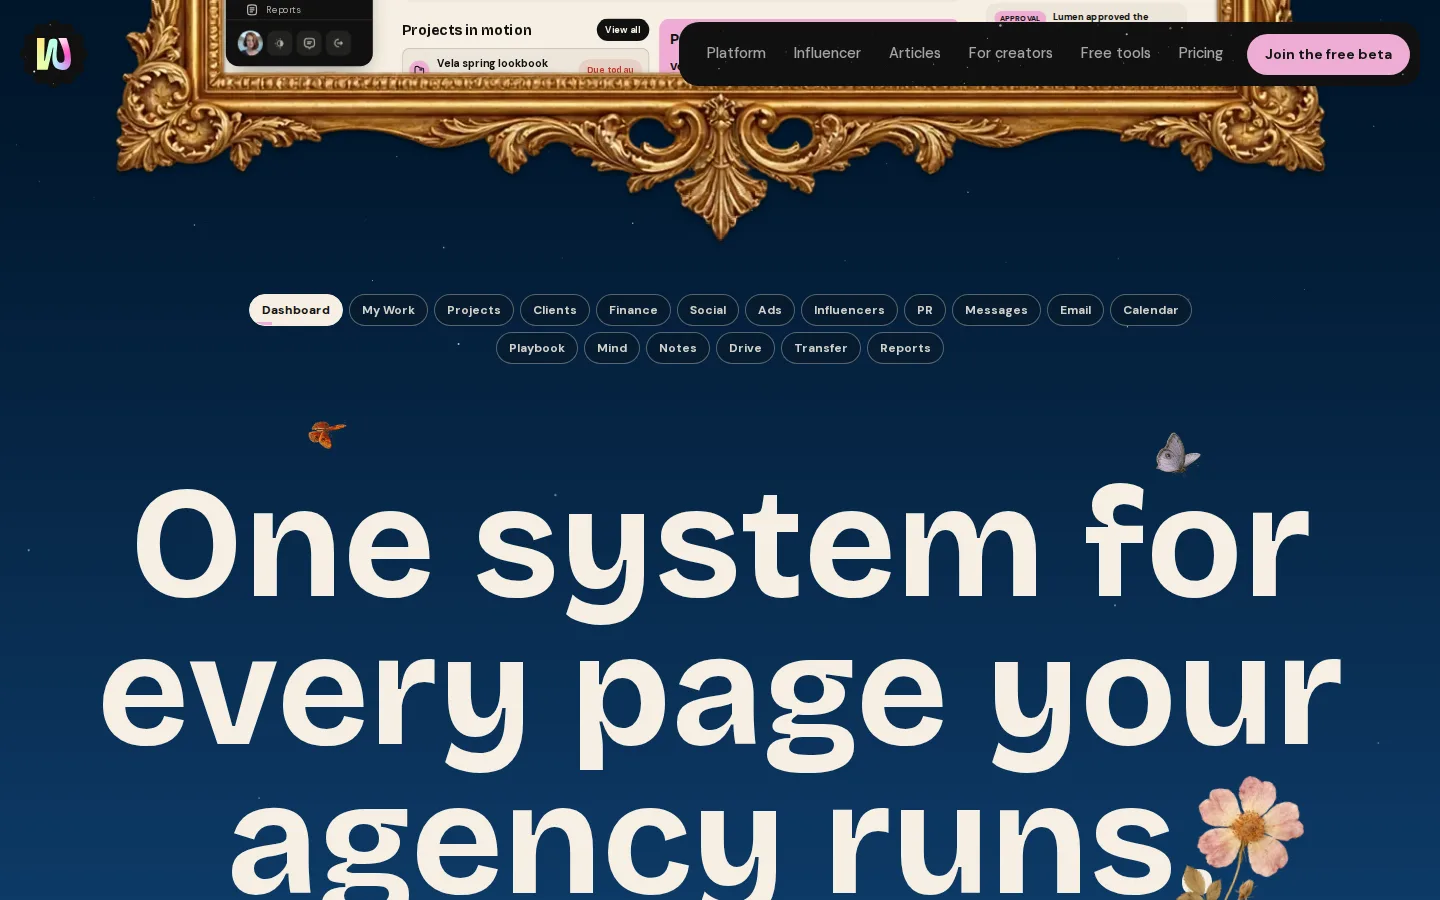 Reports
Projects in motion
View all
Vela spring lookbook
Due today
APPROVAL
Lumen approved the
Platform
Influencer
Articles
For creators
Free tools
Pricing
Join the free beta
Dashboard
My Work
Projects
Clients
Finance
Social
Ads
Influencers
PR
Messages
Email
Calendar
Playbook
Mind
Notes
Drive
Transfer
Reports
One system for
every page your
agency runs.